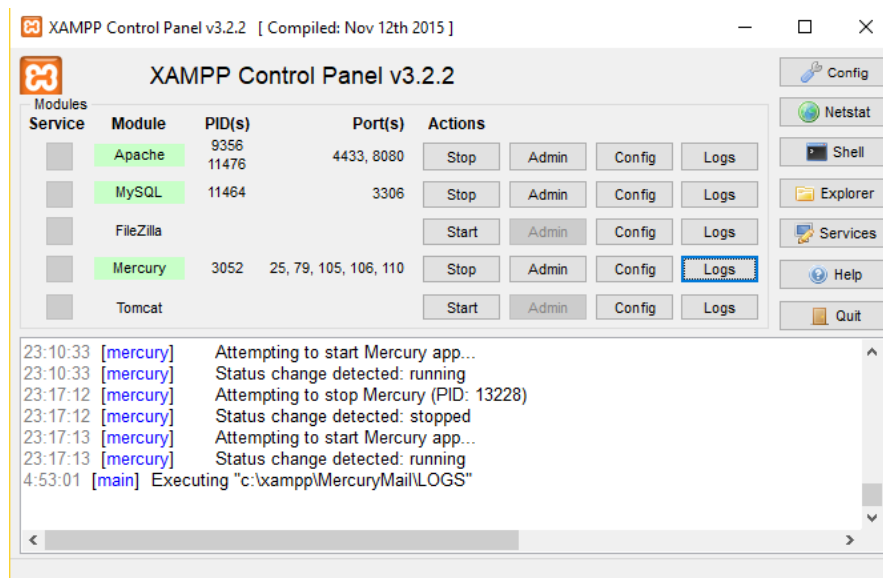 XAMPP Control Panel v3.2.2 [ Compiled: Nov 12th 2015 ]
XAMPP Control Panel v3.2.2
Config
Modules
Service Module PID(s) Port(s) Actions
Netstat
Apache 9356 11476 4433, 8080 Stop Admin Config Logs
Shell
MySQL 11464 3306 Stop Admin Config Logs
Explorer
FileZilla Start Admin Config Logs
Services
Mercury 3052 25, 79, 105, 106, 110 Stop Admin Config Logs
Help
Tomcat Start Admin Config Logs
Quit
23:10:33 [mercury] Attempting to start Mercury app...
23:10:33 [mercury] Status change detected: running
23:17:12 [mercury] Attempting to stop Mercury (PID: 13228)
23:17:12 [mercury] Status change detected: stopped
23:17:13 [mercury] Attempting to start Mercury app...
23:17:13 [mercury] Status change detected: running
4:53:01 [main] Executing "c:\xampp\MercuryMail\LOGS"